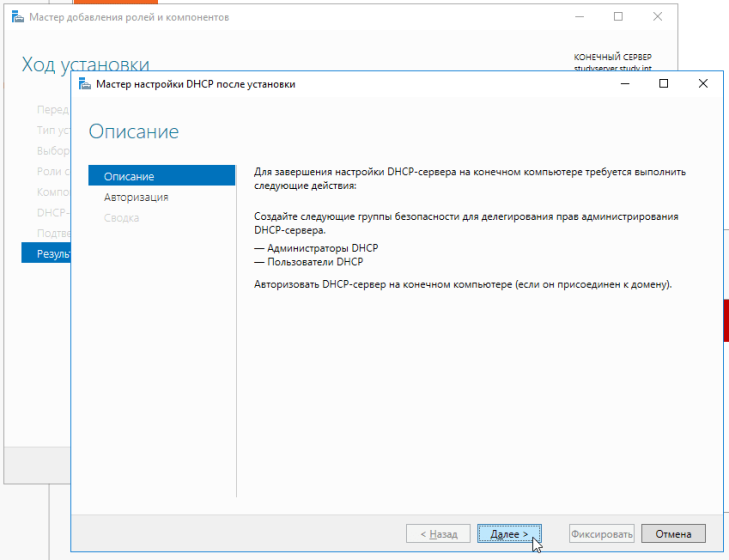 Мастер добавления ролей и компонентов
Ход установки
КОНЕЧНЫЙ СЕРВЕР
studyserver.study.int
Мастер настройки DHCP после установки
Перед
Тип ус
Выбор
Роли с
Компо
DHCP-
Подтве
Резуль
Описание
Описание
Авторизация
Сводка
Для завершения настройки DHCP-сервера на конечном компьютере требуется выполнить
следующие действия:
Создайте следующие группы безопасности для делегирования прав администрирования
DHCP-сервера.
— Администраторы DHCP
— Пользователи DHCP
Авторизовать DHCP-сервер на конечном компьютере (если он присоединен к домену).
< Назад
Далее >
Фиксировать
Отмена